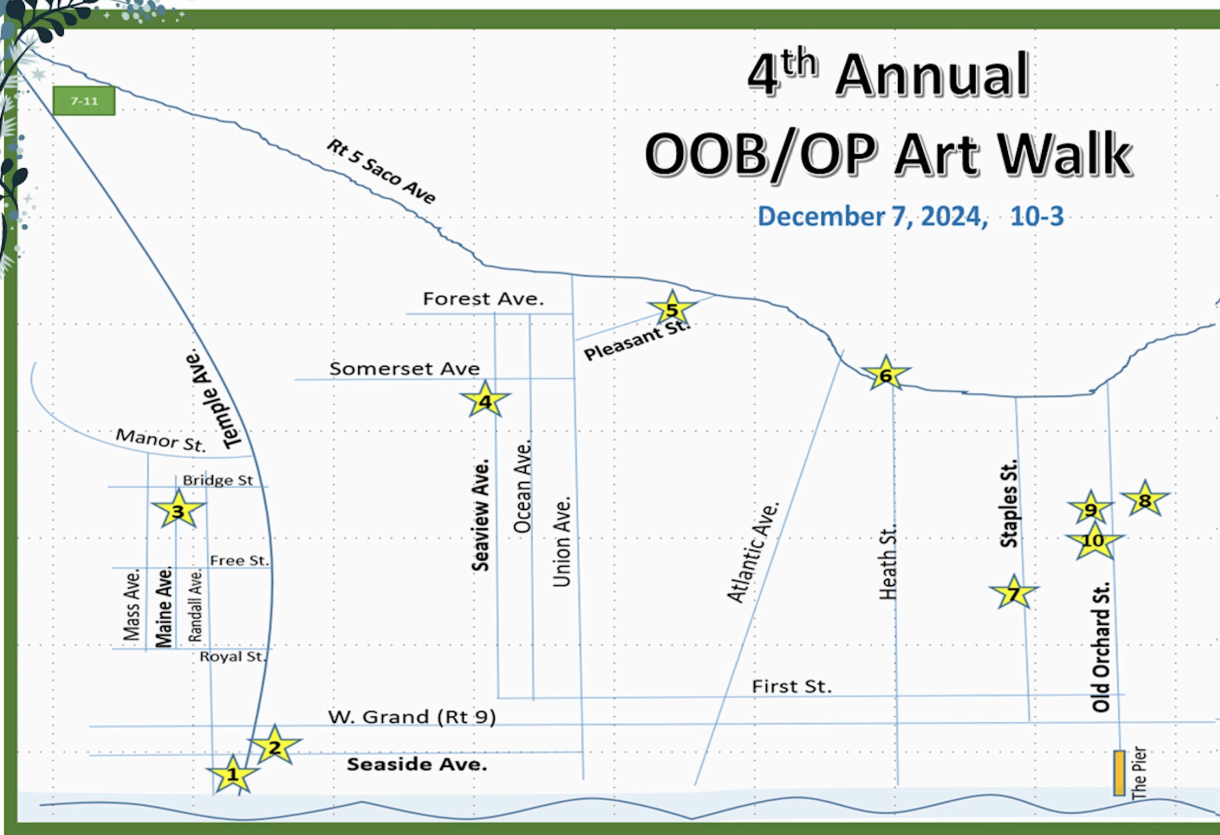 4th Annual
OOB/OP Art Walk
December 7, 2024, 10-3
7-11
Rt 5 Saco Ave
Forest Ave.
5
Pleasant St.
Somerset Ave
4
6
Temple Ave.
Manor St.
Bridge St
3
Free St.
Mass Ave.
Maine Ave.
Randall Ave.
Royal St.
Seaview Ave.
Ocean Ave.
Union Ave.
Atlantic Ave.
Heath St.
Staples St.
9
8
10
7
Old Orchard St.
First St.
W. Grand (Rt 9)
2
Seaside Ave.
1
The Pier